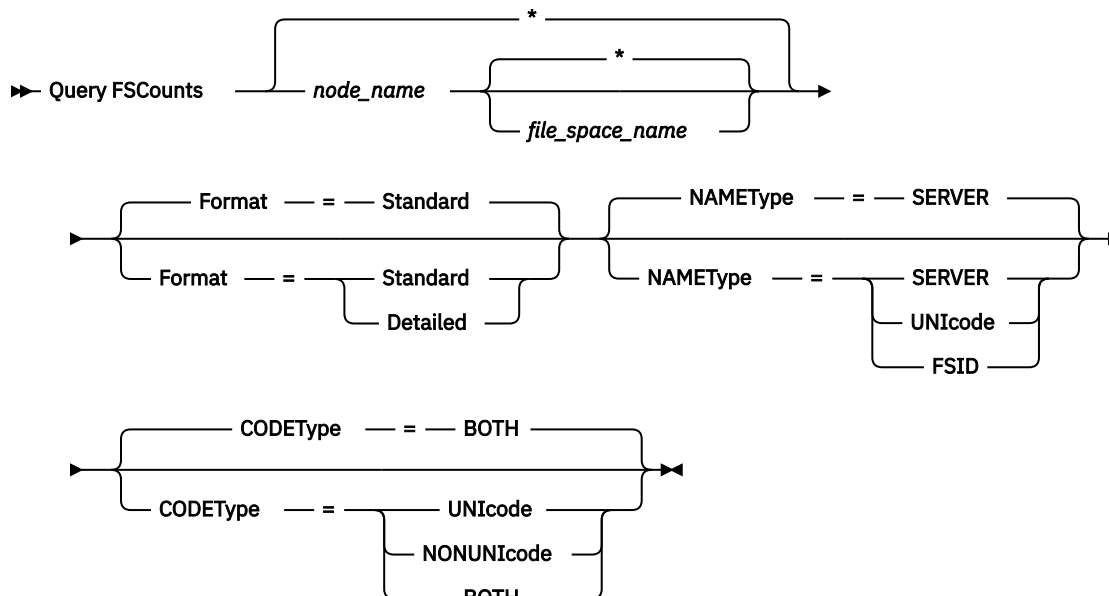 *
*
Query FSCounts node_name
file_space_name
Format = Standard NAMEType = SERVER
Format = Standard NAMEType = SERVER
Detailed UNIcode
FSID
CODEType = BOTH
CODEType = UNIcode
NONUNIcode
BOTH